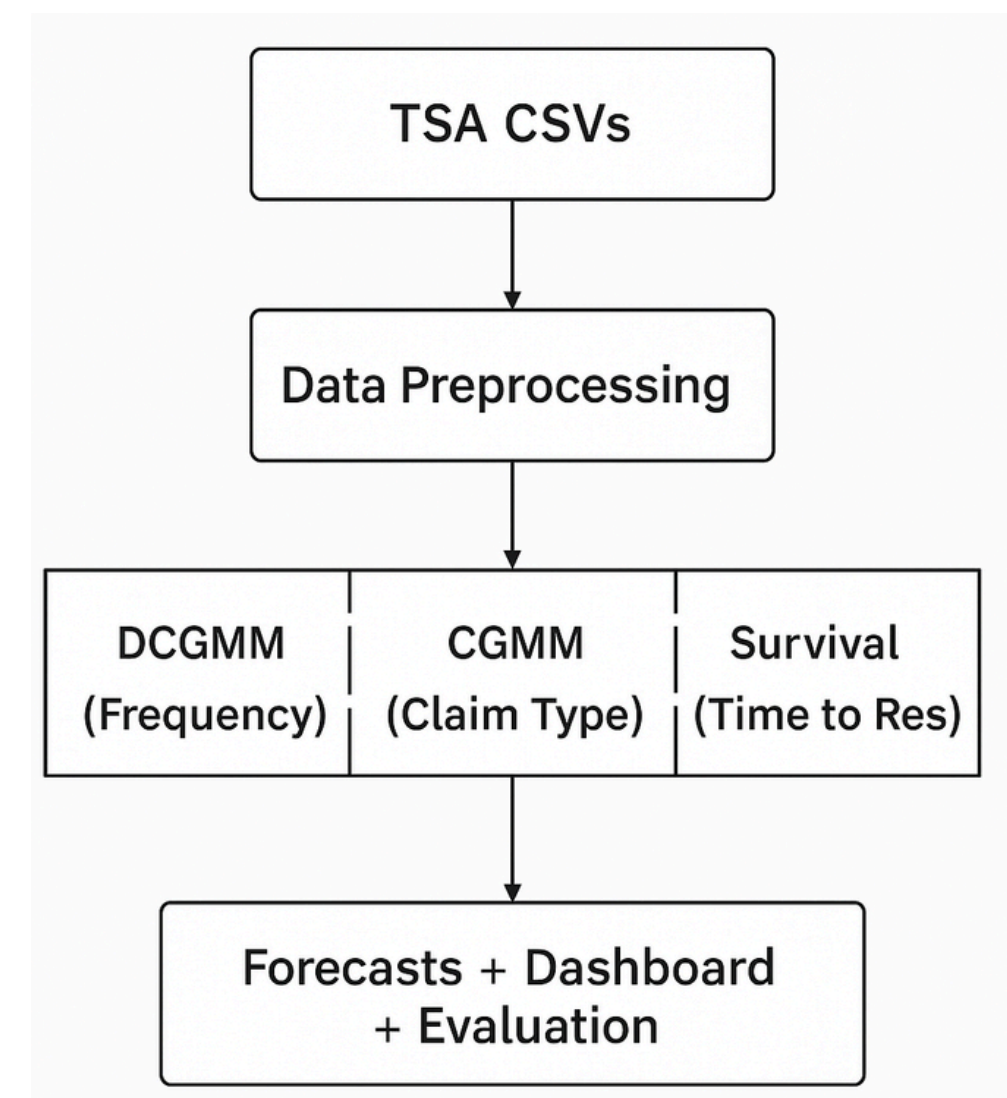 TSA CSVs
Data Preprocessing
DCGMM
(Frequency)
CGMM
(Claim Type)
Survival
(Time to Res)
Forecasts + Dashboard
+ Evaluation